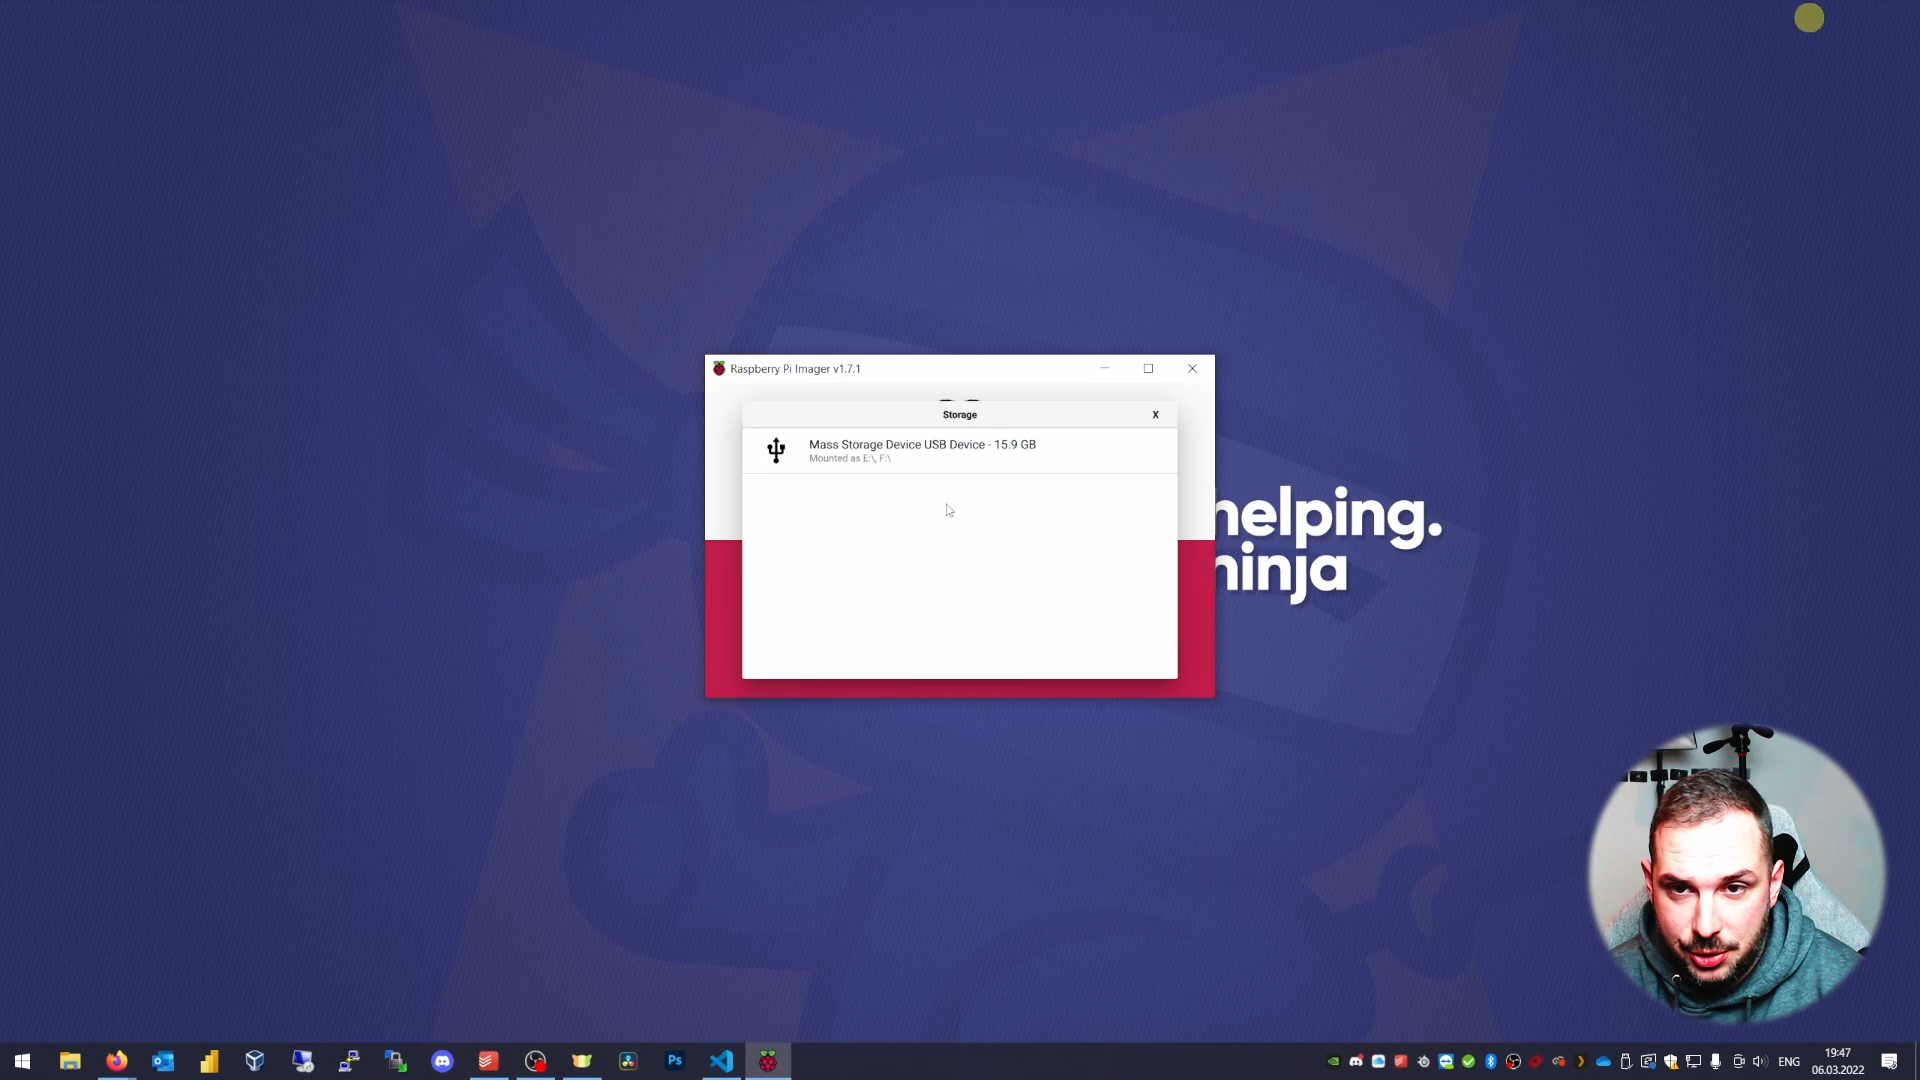 Raspberry Pi Imager v1.7.1
Storage
X
Mass Storage Device USB Device - 15.9 GB
Mounted as E:\, F:\
helping.
ninja
Ps
ENG
19:47
06.03.2022